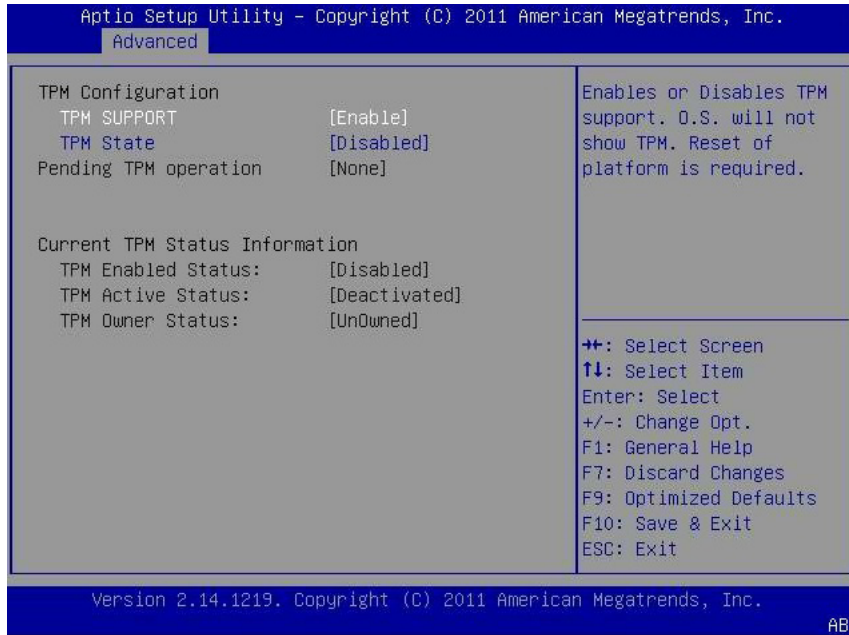 Aptio Setup Utility – Copyright (C) 2011 American Megatrends, Inc.
Advanced
TPM Configuration
TPM SUPPORT [Enable]
TPM State [Disabled]
Pending TPM operation [None]
Current TPM Status Information
TPM Enabled Status: [Disabled]
TPM Active Status: [Deactivated]
TPM Owner Status: [UnOwned]
Enables or Disables TPM
support. O.S. will not
show TPM. Reset of
platform is required.
→←: Select Screen
↑↓: Select Item
Enter: Select
+/-: Change Opt.
F1: General Help
F7: Discard Changes
F9: Optimized Defaults
F10: Save & Exit
ESC: Exit
Version 2.14.1219. Copyright (C) 2011 American Megatrends, Inc.
AB